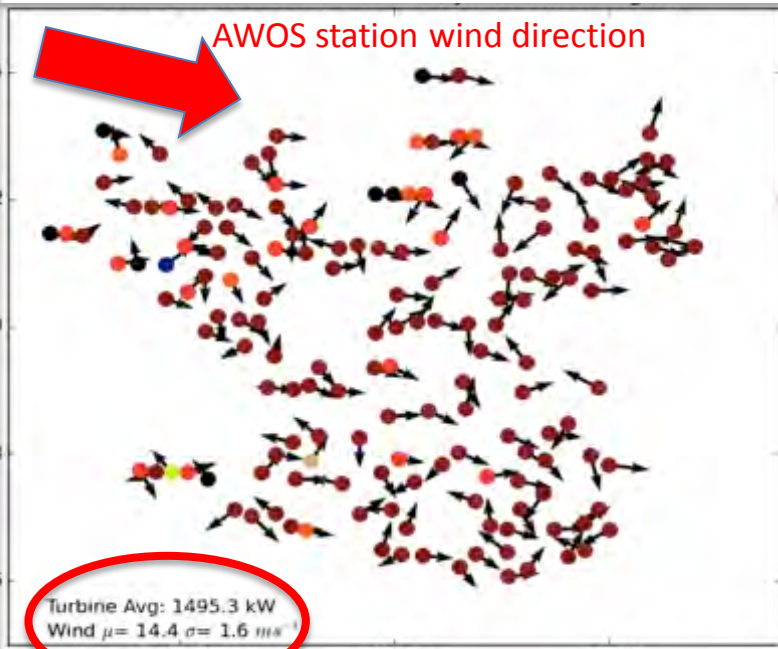 AWOS station wind direction
Turbine Avg: 1495.3 kW
Wind μ= 14.4 σ= 1.6 ms⁻¹